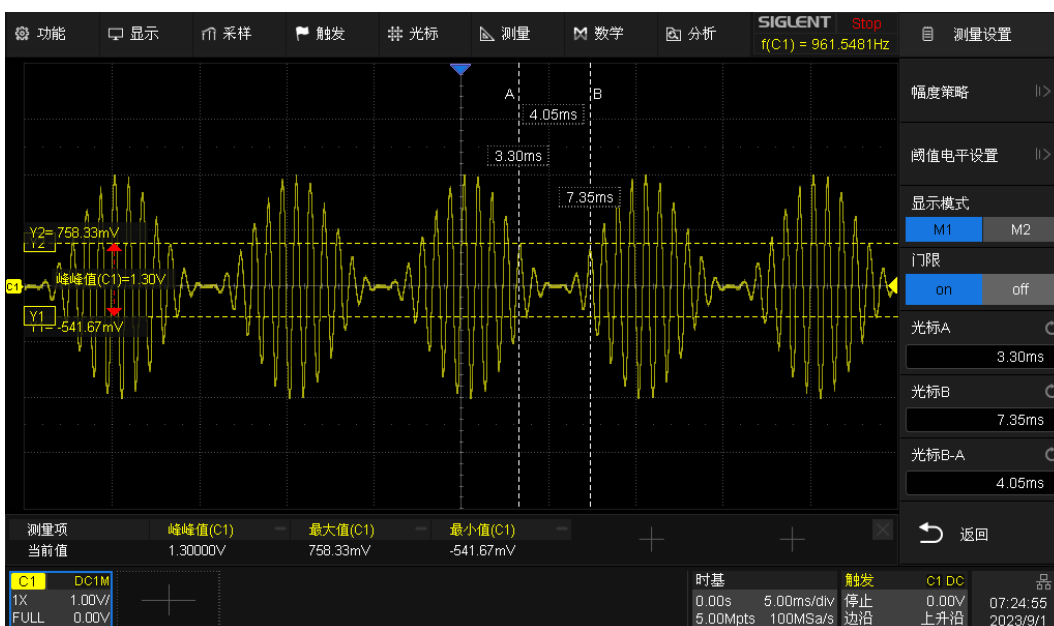 功能 显示 采样 触发 光标 测量 数学 分析 SIGLENT Stop
f(C1) = 961.5481Hz
测量设置
A B
4.05ms
3.30ms
7.35ms
Y2= 758.33mV
Y2
峰峰值(C1)=1.30V
C1
Y1
Y1= -541.67mV
幅度策略
阈值电平设置
显示模式
M1 M2
门限
on off
光标A
3.30ms
光标B
7.35ms
光标B-A
4.05ms
返回
测量项 峰峰值(C1) 最大值(C1) 最小值(C1)
当前值 1.30000V 758.33mV -541.67mV
C1 DC1M
1X 1.00V/
FULL 0.00V
时基
0.00s 5.00ms/div
5.00Mpts 100MSa/s
触发 C1 DC
停止 0.00V
边沿 上升沿
07:24:55
2023/9/1